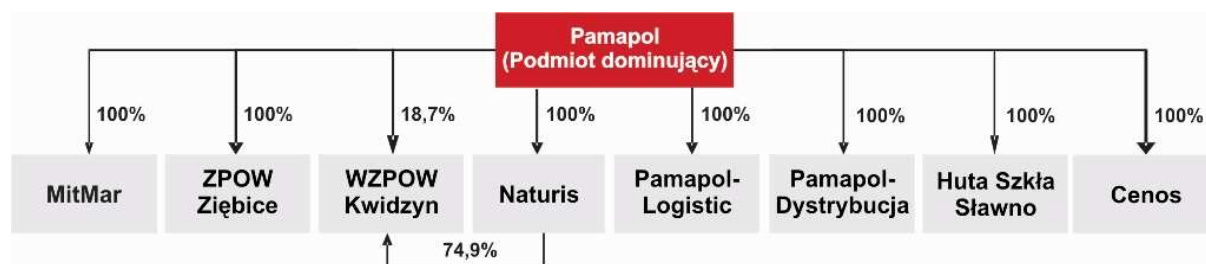 Pamapol
(Podmiot dominujący)
100%
100%
18,7%
100%
100%
100%
100%
100%
MitMar
ZPOW
Ziębice
WZPOW
Kwidzyn
Naturis
Pamapol-
Logistic
Pamapol-
Dystrybucja
Huta Szkła
Sławno
Cenos
74,9%